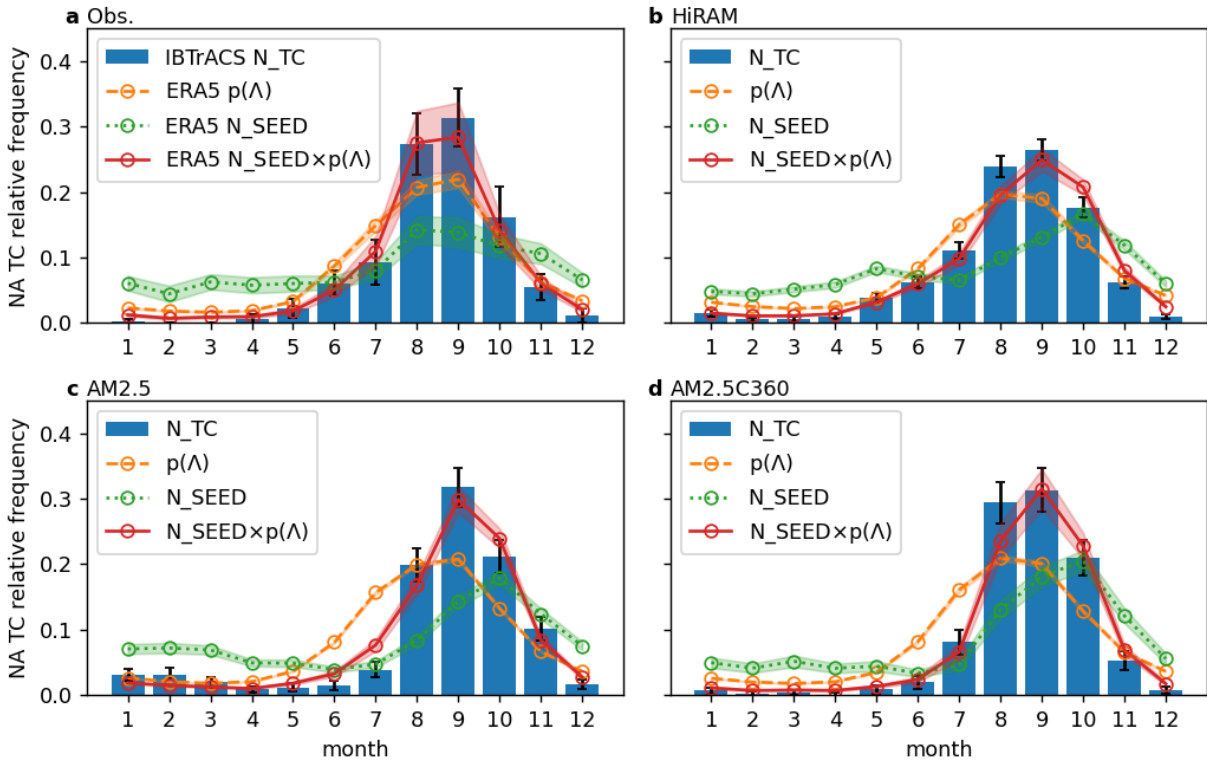 a Obs.
NA TC relative frequency
0.4
0.3
0.2
0.1
0.0
IBTrACS N_TC
ERA5 p(Λ)
ERA5 N_SEED
ERA5 N_SEED×p(Λ)
1 2 3 4 5 6 7 8 9 10 11 12
b HiRAM
N_TC
p(Λ)
N_SEED
N_SEED×p(Λ)
1 2 3 4 5 6 7 8 9 10 11 12
c AM2.5
NA TC relative frequency
0.4
0.3
0.2
0.1
0.0
N_TC
p(Λ)
N_SEED
N_SEED×p(Λ)
1 2 3 4 5 6 7 8 9 10 11 12
month
d AM2.5C360
N_TC
p(Λ)
N_SEED
N_SEED×p(Λ)
1 2 3 4 5 6 7 8 9 10 11 12
month